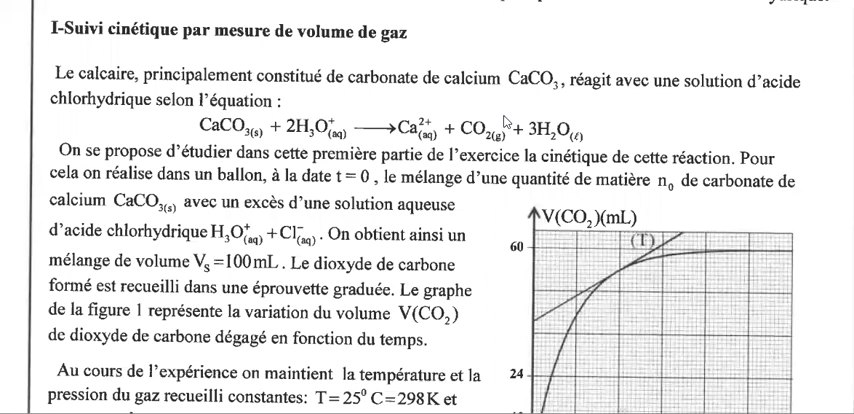 I-Suivi cinétique par mesure de volume de gaz
Le calcaire, principalement constitué de carbonate de calcium CaCO₃, réagit avec une solution d'acide
chlorhydrique selon l'équation :
CaCO₃(s) + 2H₃O⁺(aq) ⟶ Ca²⁺(aq) + CO₂(g) + 3H₂O(ℓ)
On se propose d'étudier dans cette première partie de l'exercice la cinétique de cette réaction. Pour
cela on réalise dans un ballon, à la date t = 0 , le mélange d'une quantité de matière n₀ de carbonate de
calcium CaCO₃(s) avec un excès d'une solution aqueuse
d'acide chlorhydrique H₃O⁺(aq) + Cl⁻(aq) . On obtient ainsi un
mélange de volume Vₛ = 100 mL . Le dioxyde de carbone
formé est recueilli dans une éprouvette graduée. Le graphe
de la figure 1 représente la variation du volume V(CO₂)
de dioxyde de carbone dégagé en fonction du temps.
Au cours de l'expérience on maintient la température et la
pression du gaz recueilli constantes: T = 25⁰ C = 298 K et
V(CO₂)(mL)
(T)
60
24